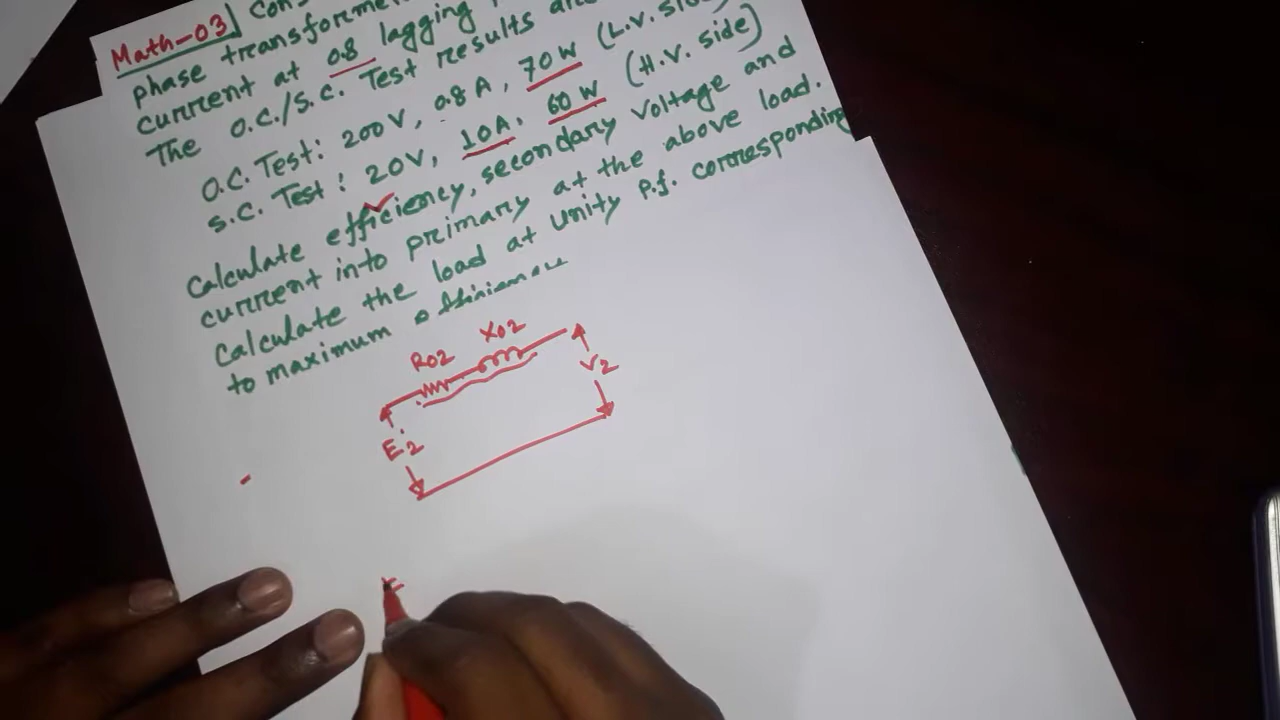 Math-03 Con
phase transforme
current at 0.8 lagging
The O.C./S.C. Test results
O.C. Test: 200V, 0.8A, 70W (L.V. side)
S.C. Test: 20V, 10A, 60W (H.V. side)
Calculate efficiency, secondary voltage and
current into primary at the above load.
Calculate the load at unity P.f. corresponding
to maximum
R02 X02
E2 V2
E